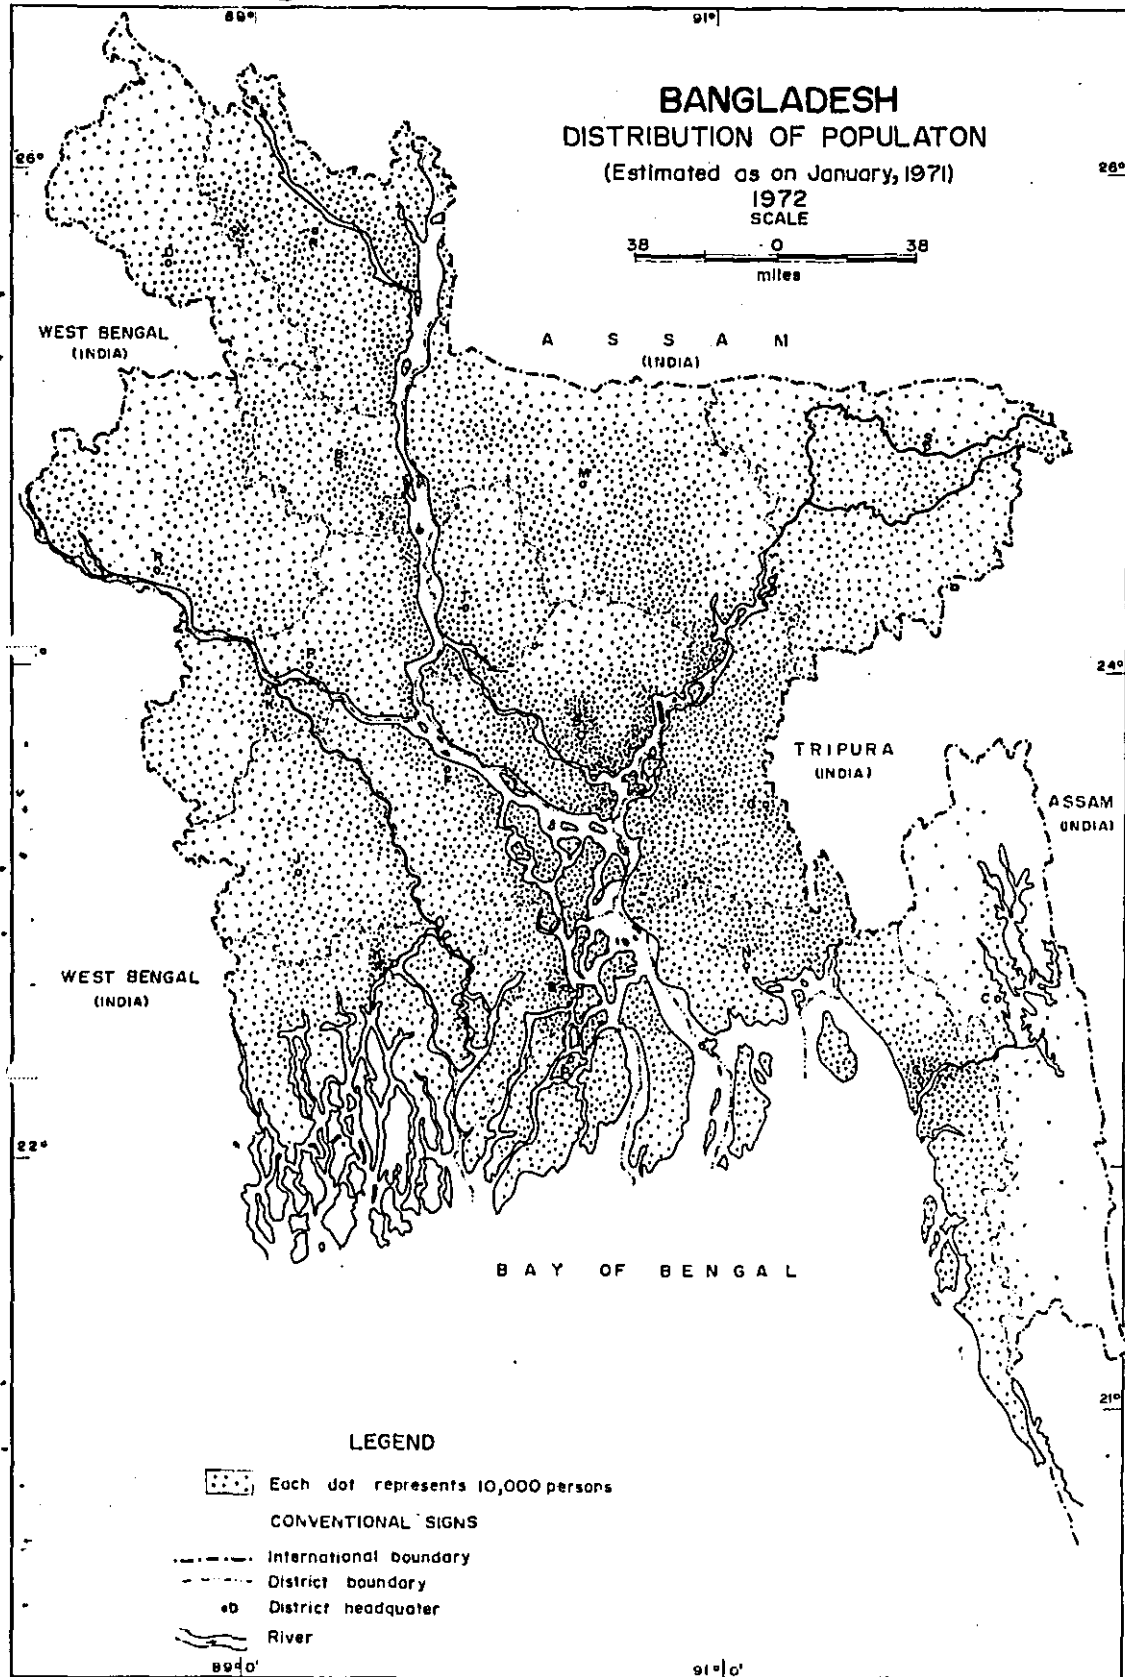 89°
91°
BANGLADESH
DISTRIBUTION OF POPULATON
(Estimated as on January, 1971)
1972
SCALE
38 0 38
miles
26°
26°
WEST BENGAL
(INDIA)
A S S A M
(INDIA)
S
M
R
P
24°
TRIPURA
(INDIA)
ASSAM
(INDIA)
WEST BENGAL
(INDIA)
J
N
C
22°
BAY OF BENGAL
21°
LEGEND
Each dot represents 10,000 persons
CONVENTIONAL SIGNS
International boundary
District boundary
D District headquater
River
89°0'
91°0'